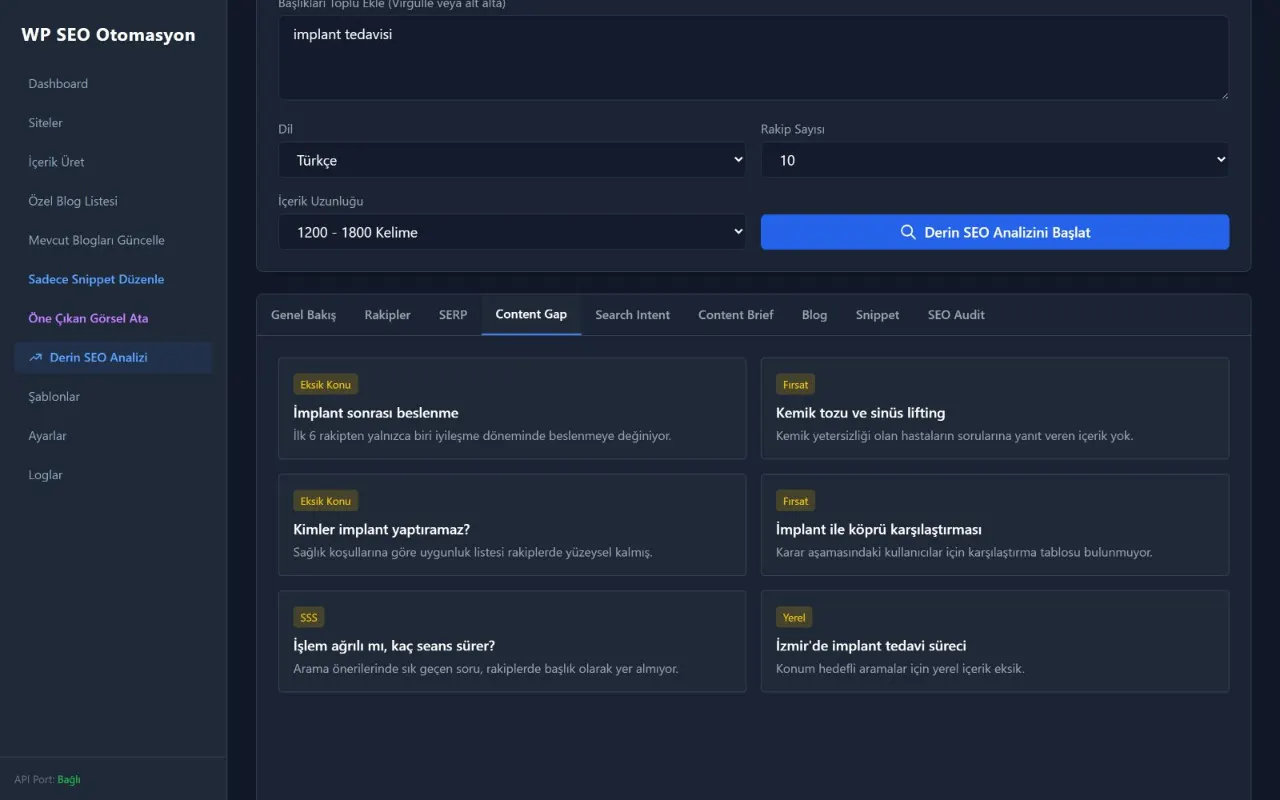 WP SEO Otomasyon
Dashboard
Siteler
İçerik Üret
Özel Blog Listesi
Mevcut Blogları Güncelle
Sadece Snippet Düzenle
Öne Çıkan Görsel Ata
Derin SEO Analizi
Şablonlar
Ayarlar
Loglar
API Port: Bağlı
Başlıkları Toplu Ekle (Virgülle veya alt alta)
implant tedavisi
Dil
Rakip Sayısı
Türkçe
10
İçerik Uzunluğu
1200 - 1800 Kelime
Derin SEO Analizini Başlat
Genel Bakış
Rakipler
SERP
Content Gap
Search Intent
Content Brief
Blog
Snippet
SEO Audit
Eksik Konu
İmplant sonrası beslenme
İlk 6 rakipten yalnızca biri iyileşme döneminde beslenmeye değiniyor.
Fırsat
Kemik tozu ve sinüs lifting
Kemik yetersizliği olan hastaların sorularına yanıt veren içerik yok.
Eksik Konu
Kimler implant yaptıramaz?
Sağlık koşullarına göre uygunluk listesi rakiplerde yüzeysel kalmış.
Fırsat
İmplant ile köprü karşılaştırması
Karar aşamasındaki kullanıcılar için karşılaştırma tablosu bulunmuyor.
SSS
İşlem ağrılı mı, kaç seans sürer?
Arama önerilerinde sık geçen soru, rakiplerde başlık olarak yer almıyor.
Yerel
İzmir'de implant tedavi süreci
Konum hedefli aramalar için yerel içerik eksik.